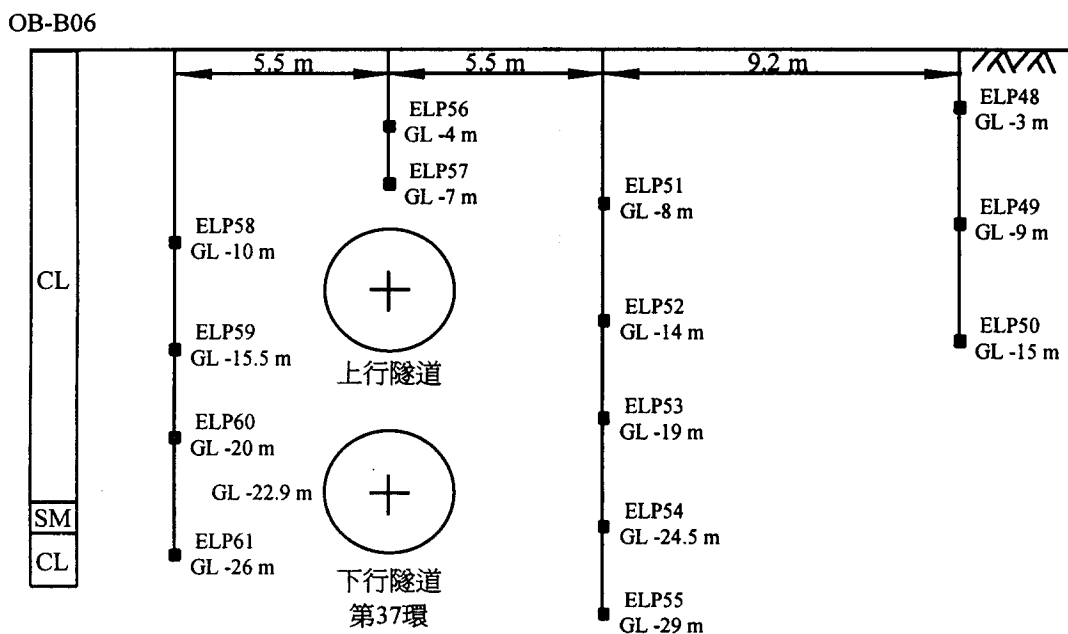 OB-B06
5.5 m
5.5 m
9.2 m
ELP56
GL -4 m
ELP57
GL -7 m
ELP48
GL -3 m
ELP51
GL -8 m
ELP49
GL -9 m
ELP58
GL -10 m
CL
ELP52
GL -14 m
ELP50
GL -15 m
ELP59
GL -15.5 m
上行隧道
ELP53
GL -19 m
ELP60
GL -20 m
GL -22.9 m
SM
ELP54
GL -24.5 m
CL
ELP61
GL -26 m
下行隧道
第37環
ELP55
GL -29 m